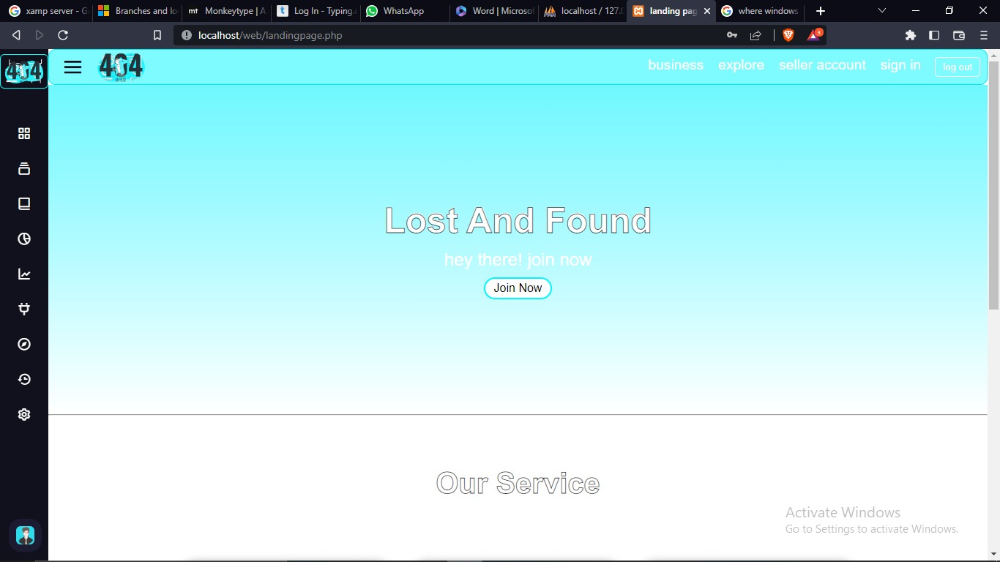 xamp server - G
Branches and lo
mt Monkeytype | A
t Log In - Typing.c
WhatsApp
Word | Microsof
localhost / 127.0
landing pag
where windows
localhost/web/landingpage.php
3
404
404
business explore seller account sign in log out
Lost And Found
hey there! join now
Join Now
Our Service
Activate Windows
Go to Settings to activate Windows.